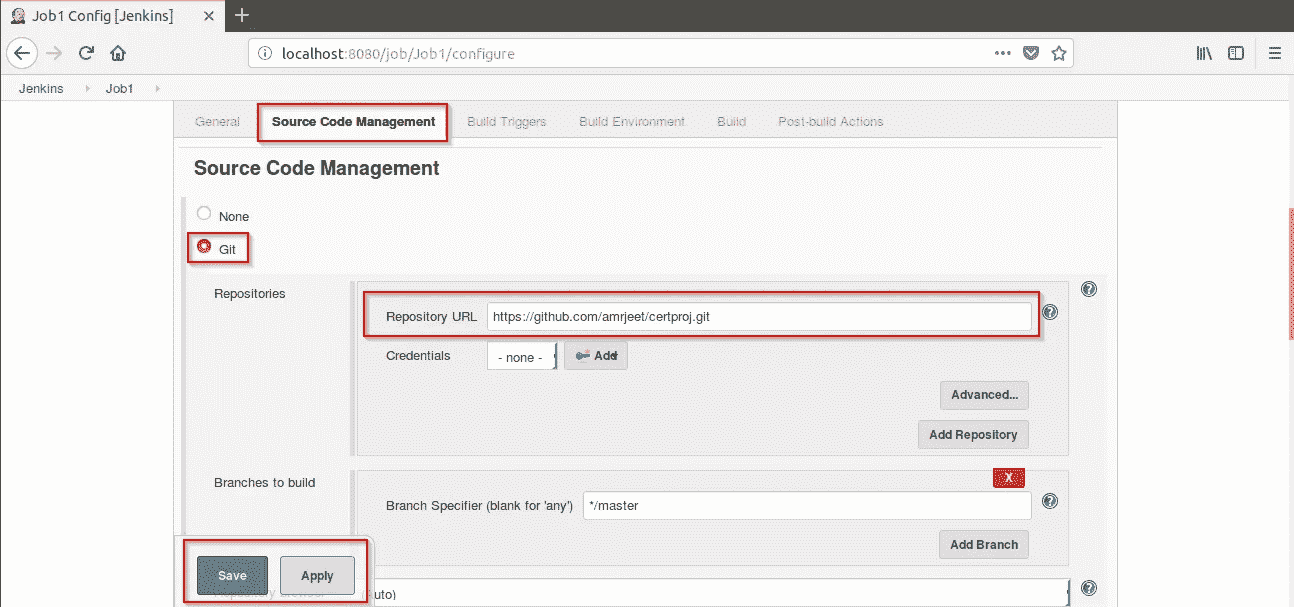 Job1 Config [Jenkins]
localhost:8080/job/Job1/configure
Jenkins Job1
General Source Code Management Build Triggers Build Environment Build Post-build Actions
Source Code Management
None
Git
Repositories
Repository URL https://github.com/amrjeet/certproj.git
Credentials - none - Add
Advanced...
Add Repository
X
Branches to build
Branch Specifier (blank for 'any') */master
Add Branch
Save Apply